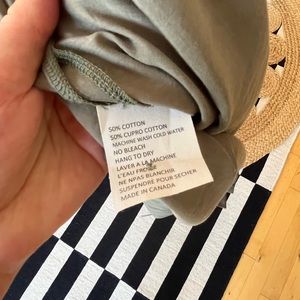 50% COTTON
50% CUPRO COTTON
MACHINE WASH COLD WATER
NO BLEACH
HANG TO DRY
LAVER A LA MACHINE
L'EAU FROIDE
NE NPAS BLANCHIR
SUSPENDRE POUR SECHER
MADE IN CANADA